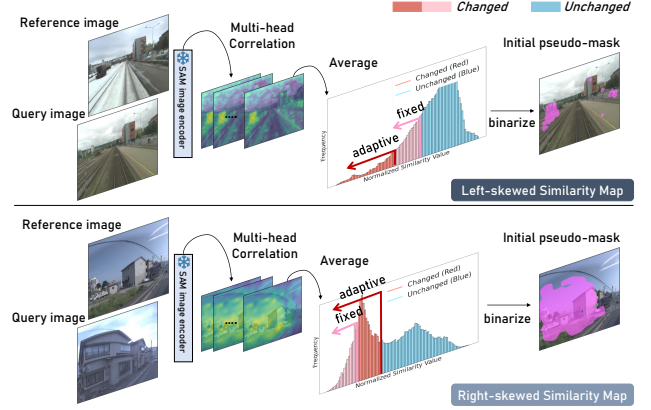 Changed
Unchanged
Reference image
Query image
SAM image encoder
Multi-head
Correlation
....
Average
Changed (Red)
Unchanged (Blue)
fixed
adaptive
Frequency
Normalized Similarity Value
binarize
Initial pseudo-mask
Left-skewed Similarity Map
Reference image
Query image
SAM image encoder
Multi-head
Correlation
....
Average
Changed (Red)
Unchanged (Blue)
adaptive
fixed
Frequency
Normalized Similarity Value
binarize
Initial pseudo-mask
Right-skewed Similarity Map